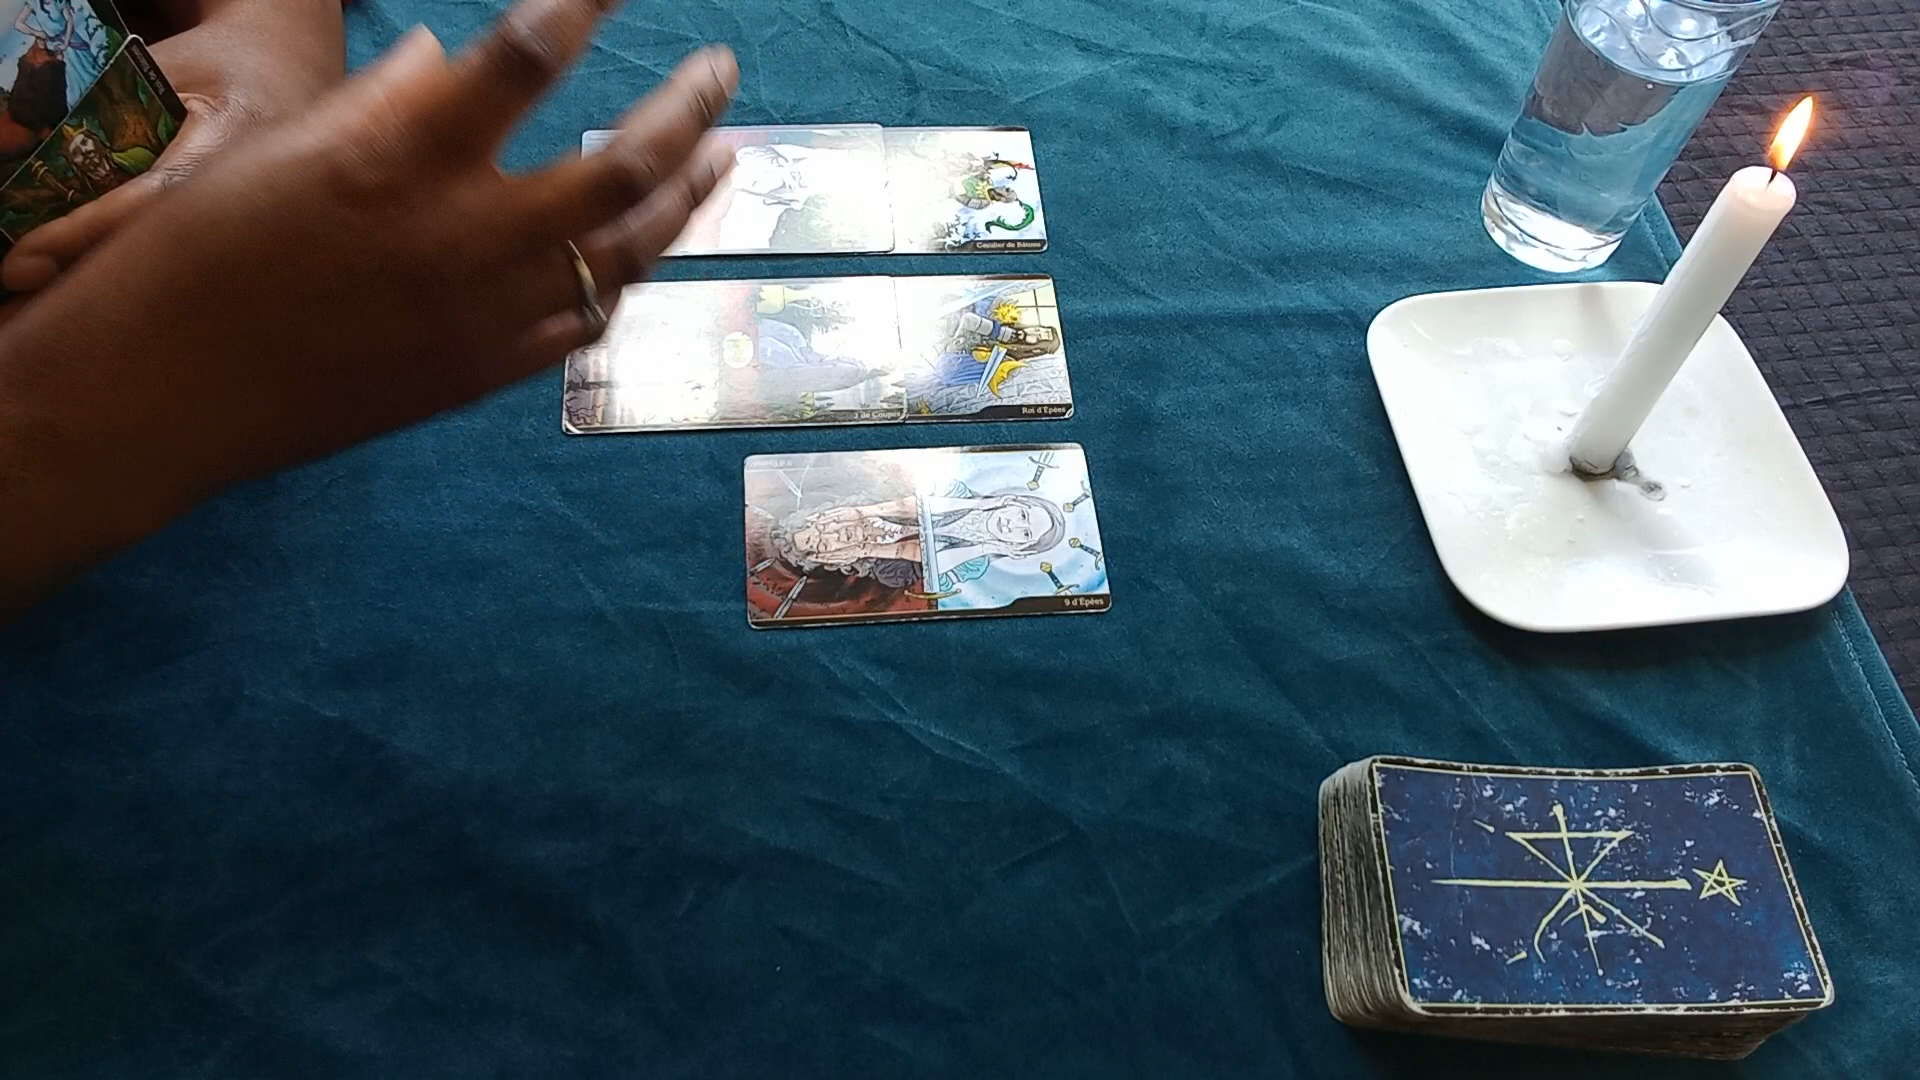 Cavalier de Bâtons
3 de Coupes
Roi d'Épées
9 d'Épées